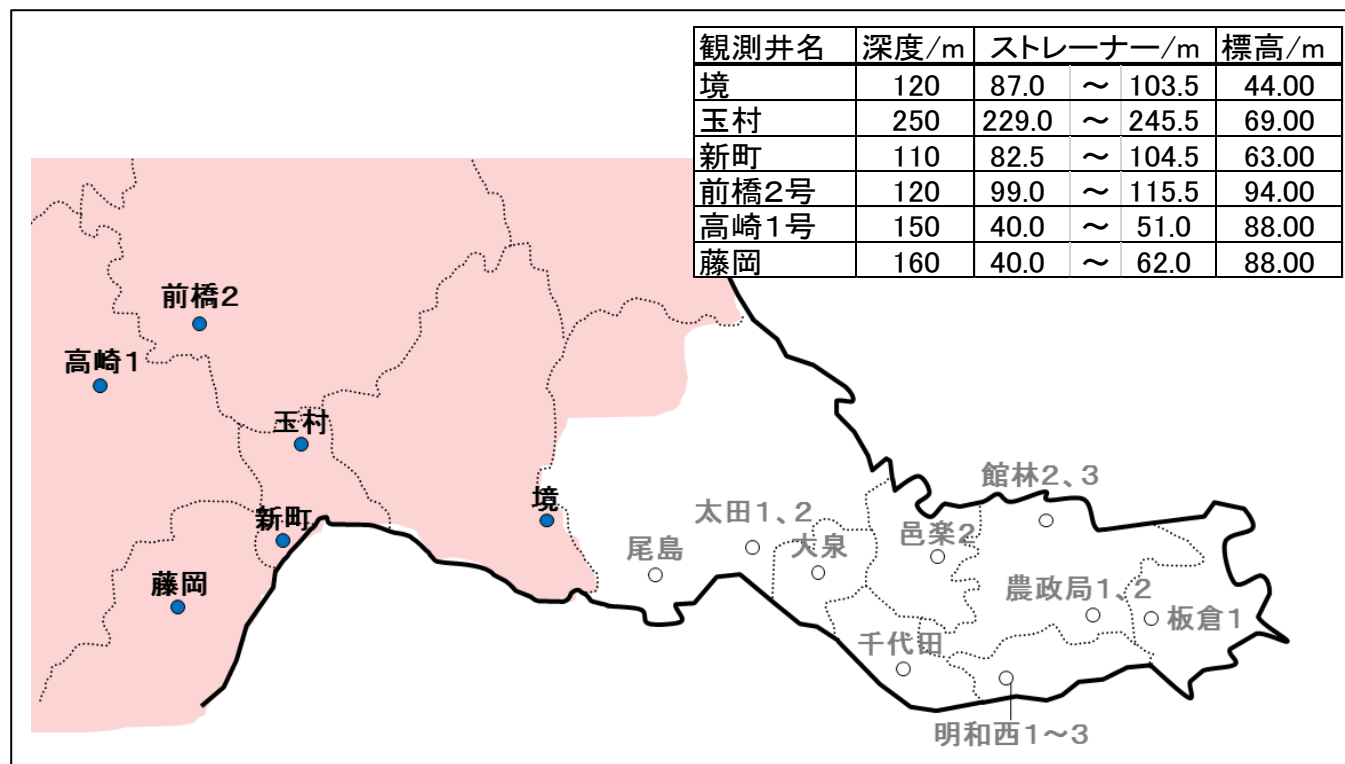 観測井名 深度/m ストレーナー/m 標高/m
境 120 87.0 ～ 103.5 44.00
玉村 250 229.0 ～ 245.5 69.00
新町 110 82.5 ～ 104.5 63.00
前橋2号 120 99.0 ～ 115.5 94.00
高崎1号 150 40.0 ～ 51.0 88.00
藤岡 160 40.0 ～ 62.0 88.00
前橋2
高崎1
玉村
新町
藤岡
境
尾島
太田1、2
大泉
邑楽2
館林2、3
農政局1、2
板倉1
千代田
明和西1～3